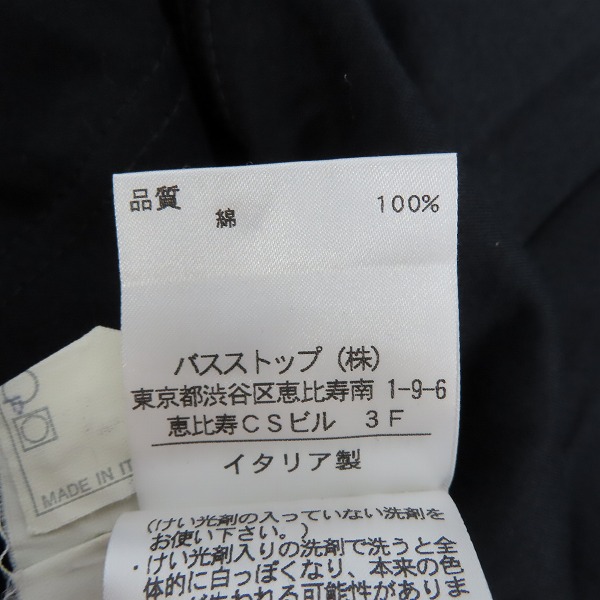 品質
綿 100%
バスストップ (株)
東京都渋谷区恵比寿南 1-9-6
恵比寿CSビル 3F
イタリア製
MADE IN IT
(けい光剤の入っていない洗剤を
お使い下さい。)
・けい光剤入りの洗剤で洗うと全
体的に白っぽくなり、本来の色
が失われる可能性がありま